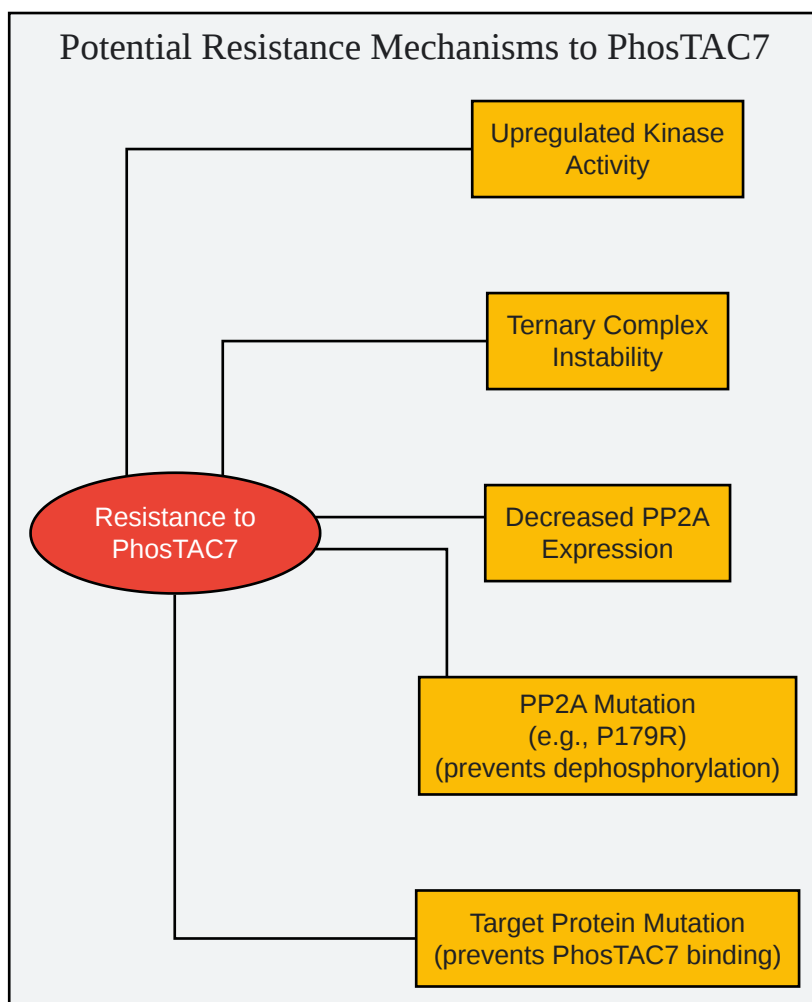 Potential Resistance Mechanisms to PhosTAC7
Upregulated Kinase
Activity
Ternary Complex
Instability
Resistance to
PhosTAC7
Decreased PP2A
Expression
PP2A Mutation
(e.g., P179R)
(prevents dephosphorylation)
Target Protein Mutation
(prevents PhosTAC7 binding)